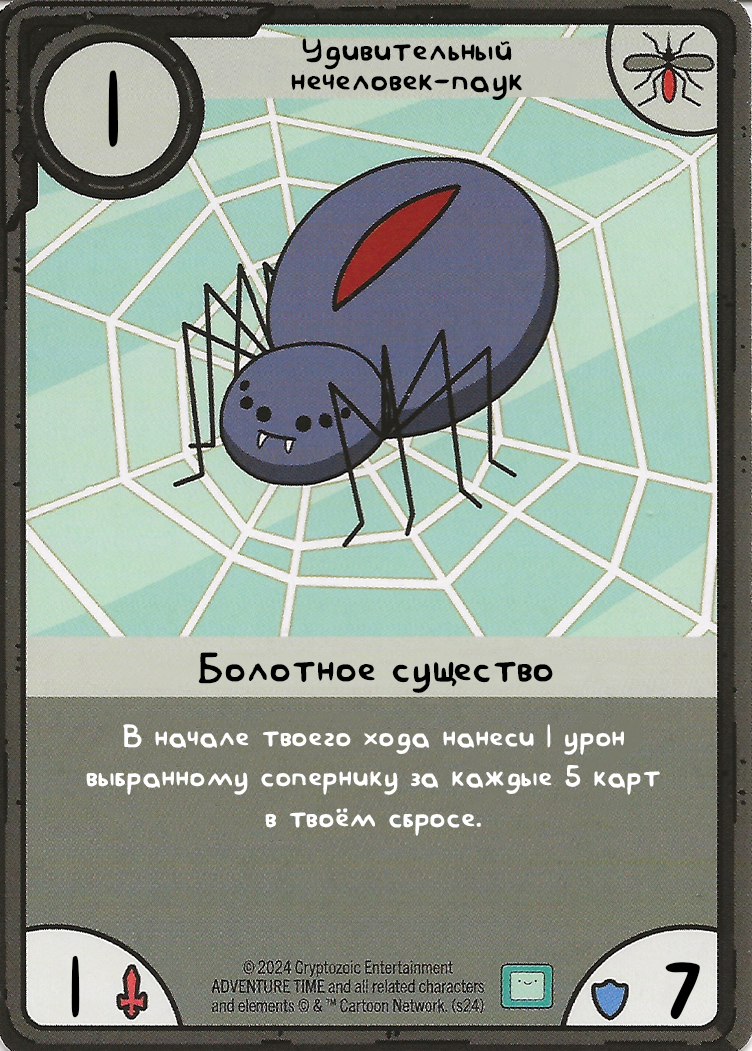 1
Удивительный
нечеловек-паук
Болотное существо
В начале твоего хода нанеси 1 урон
выбранному сопернику за каждые 5 карт
в твоём сбросе.
1
© 2024 Cryptozoic Entertainment
ADVENTURE TIME and all related characters
and elements © & ™ Cartoon Network. (s24)
7